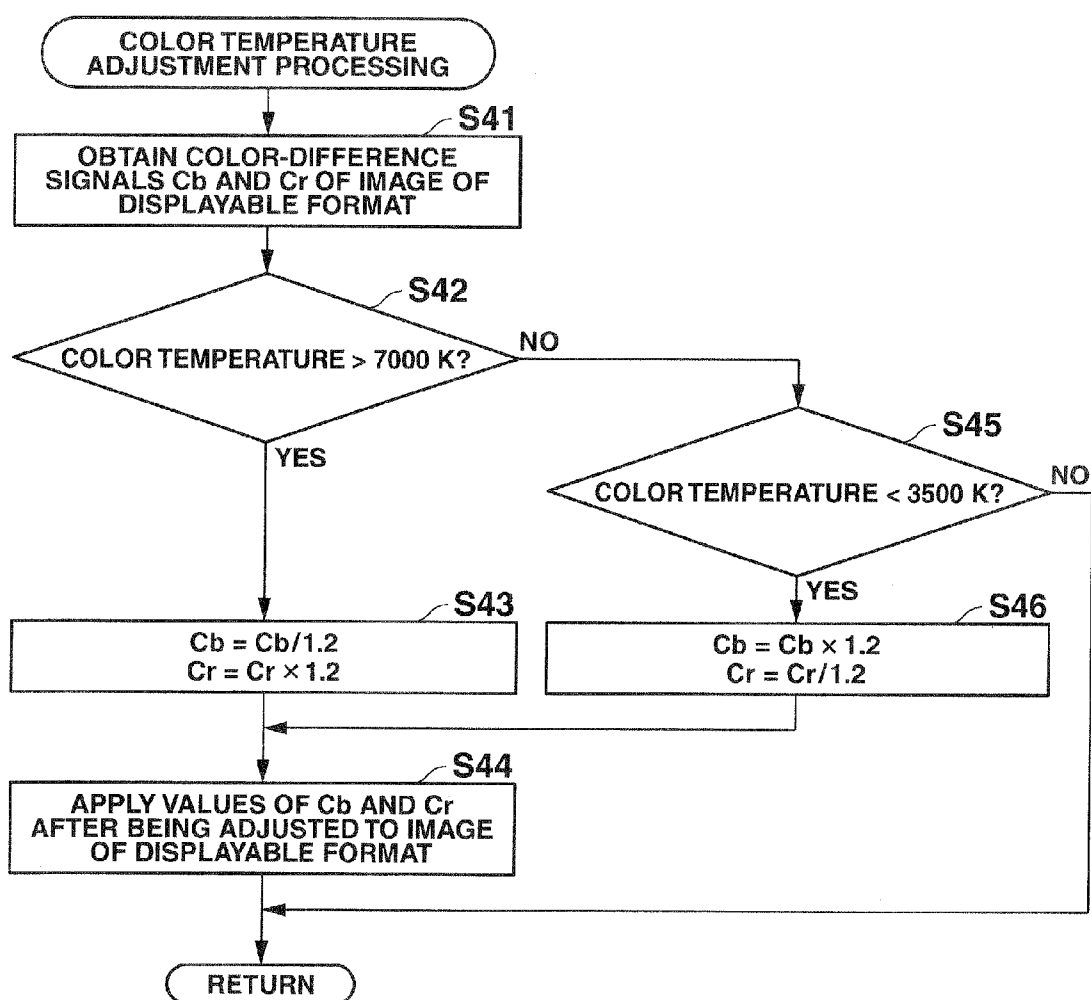 COLOR TEMPERATURE
ADJUSTMENT PROCESSING
S41
OBTAIN COLOR-DIFFERENCE
SIGNALS Cb AND Cr OF IMAGE OF
DISPLAYABLE FORMAT
S42
COLOR TEMPERATURE > 7000 K?
NO
YES
S45
COLOR TEMPERATURE < 3500 K?
NO
YES
S43
Cb = Cb/1.2
Cr = Cr × 1.2
S46
Cb = Cb × 1.2
Cr = Cr/1.2
S44
APPLY VALUES OF Cb AND Cr
AFTER BEING ADJUSTED TO IMAGE
OF DISPLAYABLE FORMAT
RETURN